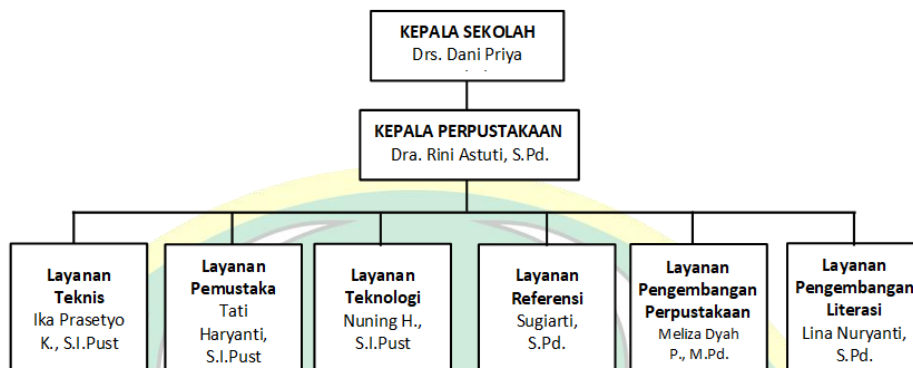 KEPALA SEKOLAH
Drs. Dani Priya
KEPALA PERPUSTAKAAN
Dra. Rini Astuti, S.Pd.
Layanan
Teknis
Ika Prasetyo
K., S.I.Pust
Layanan
Pemustaka
Tati
Haryanti,
S.I.Pust
Layanan
Teknologi
Nuning H.,
S.I.Pust
Layanan
Referensi
Sugiarti,
S.Pd.
Layanan
Pengembangan
Perpustakaan
Meliza Dyah
P., M.Pd.
Layanan
Pengembangan
Literasi
Lina Nuryanti,
S.Pd.